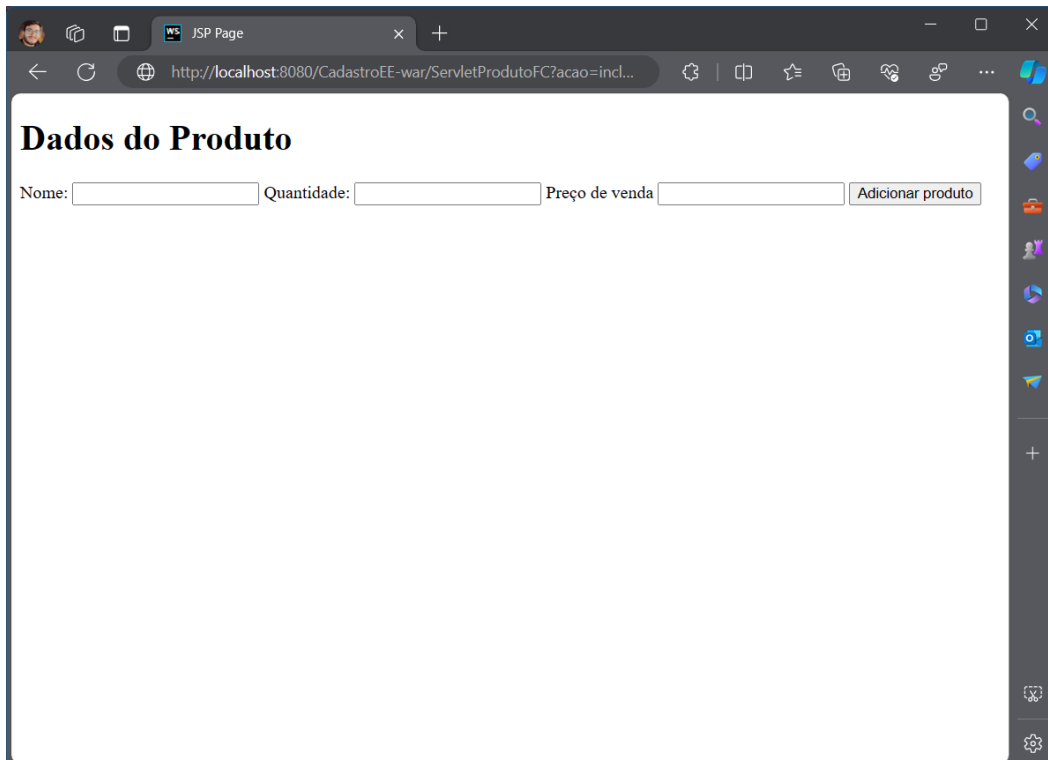 WS JSP Page
http://localhost:8080/CadastroEE-war/ServletProdutoFC?acao=incl...
Dados do Produto
Nome: Quantidade: Preço de venda Adicionar produto